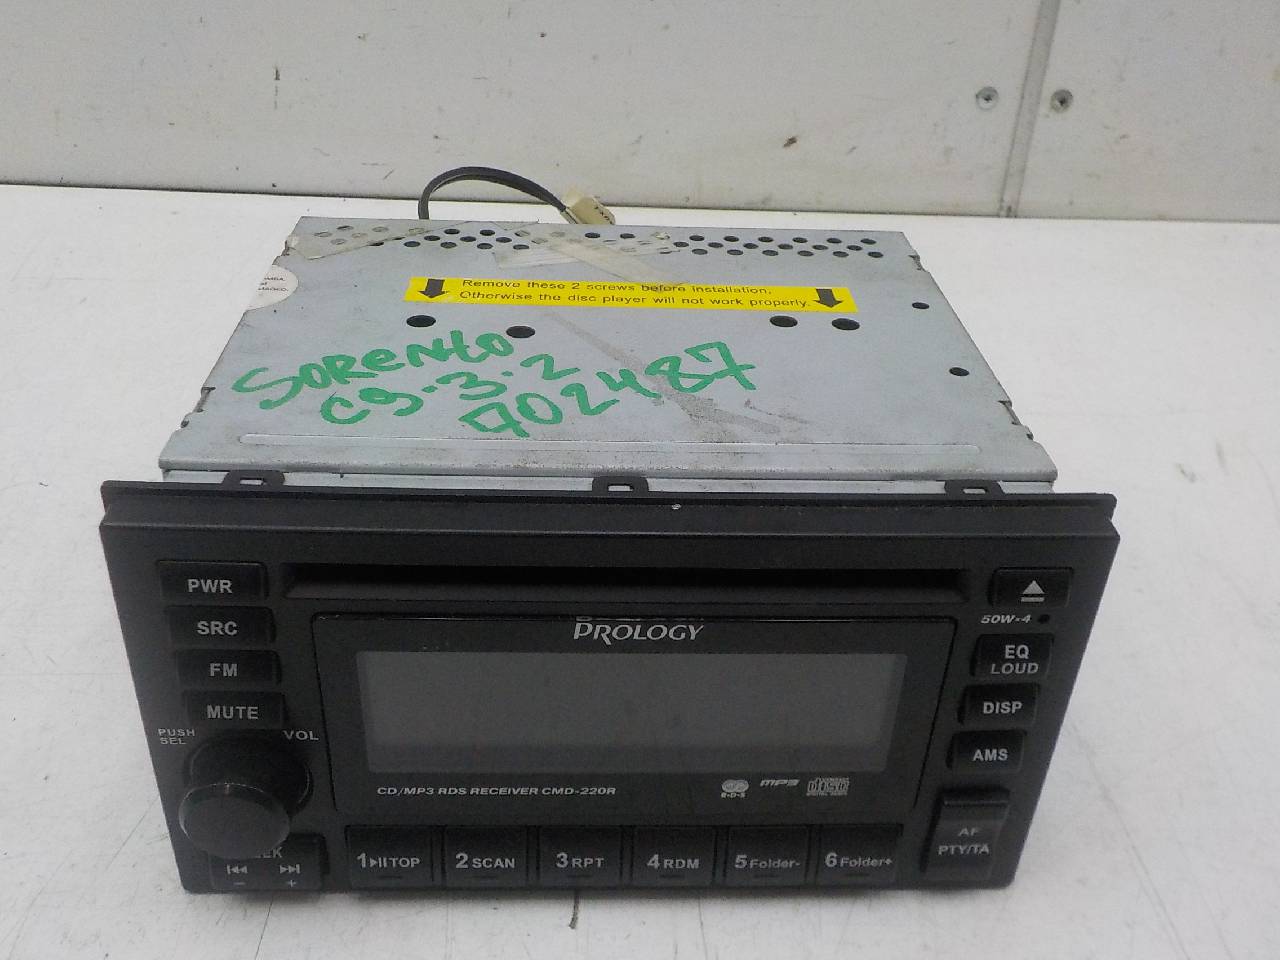 Remove these 2 screws before installation.
Otherwise the disc player will not work properly.
SORENTO
C9.3.2
702487
PWR
SRC
FM
MUTE
PUSH
SEL
VOL
PROLOGY
50W×4
EQ
LOUD
DISP
AMS
CD/MP3 RDS RECEIVER CMD-220R
R·D·S
MP3
DISC
AF
PTY/TA
1 TOP
2 SCAN
3 RPT
4 RDM
5 Folder-
6 Folder+
- +